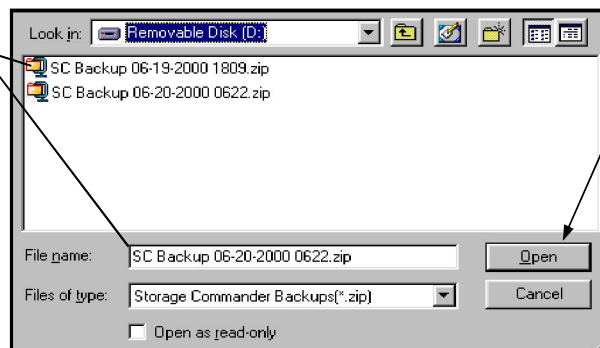 Look in: Removable Disk (D:)
SC Backup 06-19-2000 1809.zip
SC Backup 06-20-2000 0622.zip
File name: SC Backup 06-20-2000 0622.zip Open
Files of type: Storage Commander Backups(*.zip) Cancel
Open as read-only